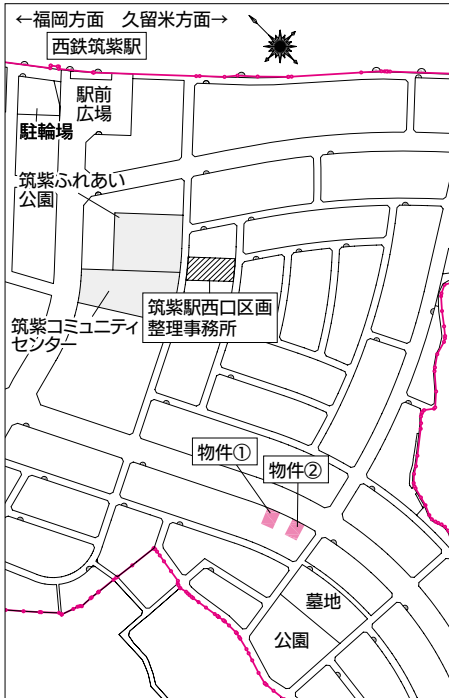 ←福岡方面 久留米方面→
西鉄筑紫駅
駅前
広場
駐輪場
筑紫ふれあい
公園
筑紫コミュニティ
センター
筑紫駅西口区画
整理事務所
物件①
物件②
墓地
公園